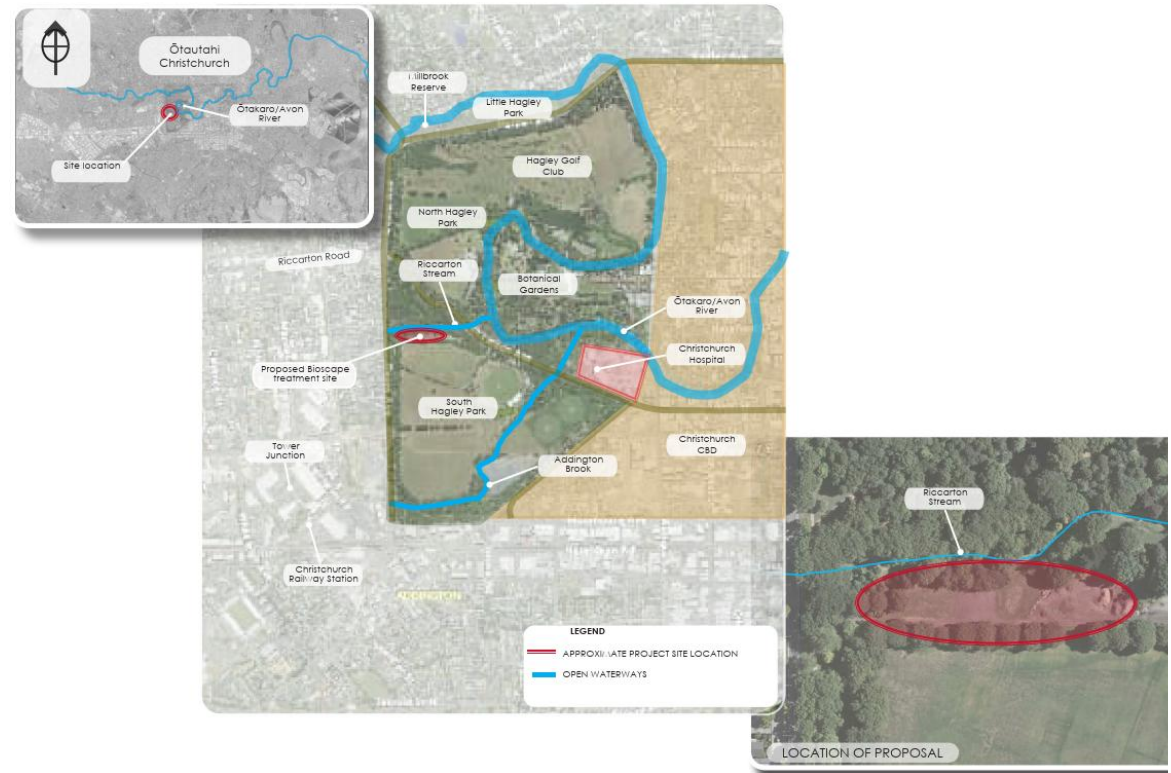 Ōtautahi
Christchurch
Ōtakaro/Avon
River
Site location
Millbrook
Reserve
Little Hagley
Park
Hagley Golf
Club
North Hagley
Park
Riccarton Road
Riccarton
Stream
Botanical
Gardens
Ōtakaro/Avon
River
Christchurch
Hospital
Proposed Bioscape
treatment site
South
Hagley Park
Tower
Junction
Christchurch
CBD
Addington
Brook
Christchurch
Railway Station
ADDINGTON
LEGEND
APPROXIMATE PROJECT SITE LOCATION
OPEN WATERWAYS
Riccarton
Stream
LOCATION OF PROPOSAL